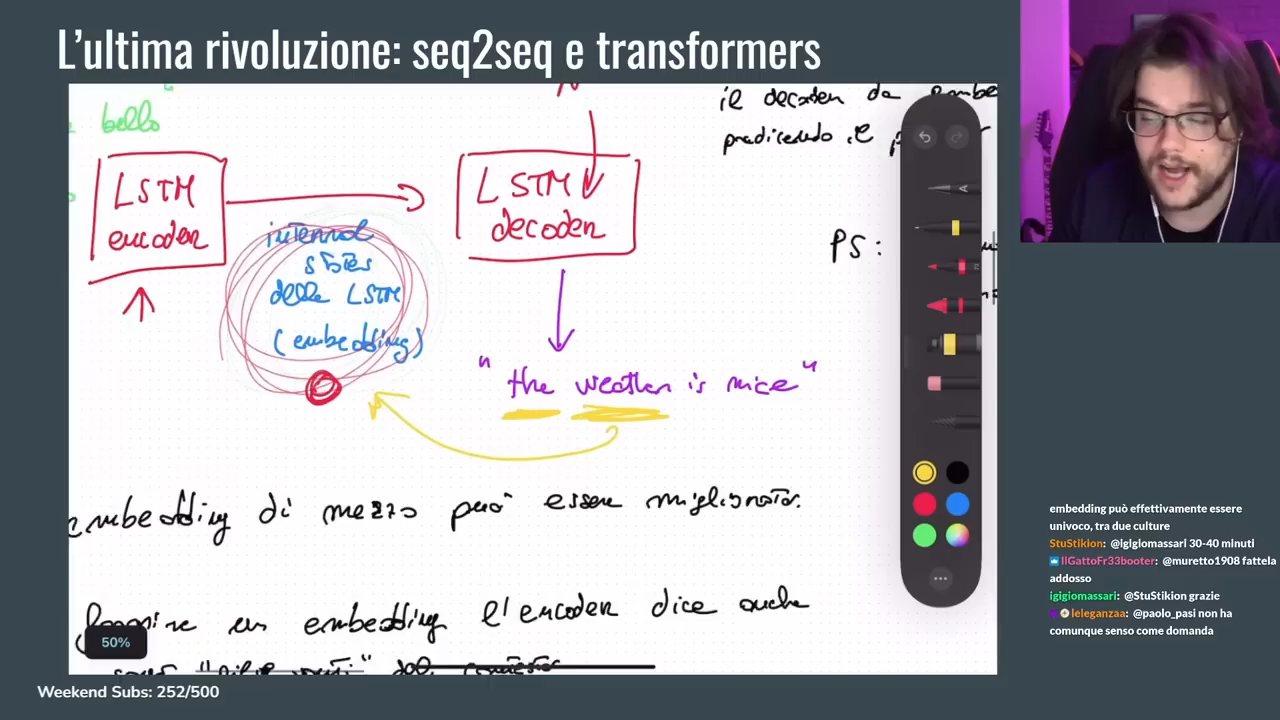 L'ultima rivoluzione: seq2seq e transformers
bello
il decoder da
predicendo il p
LSTM
encoder
LSTM
decoder
internal
states
della LSTM
(embedding)
PS:
"the weather is nice"
embedding di mezzo può essere migliorato.
Fornire un embedding l'encoder dice anche
50%
embedding può effettivamente essere
univoco, tra due culture
StuStikion: @igigiomassari 30-40 minuti
IlGattoFr33booter: @muretto1908 fattela
addosso
igigiomassari: @StuStikion grazie
leleganzaa: @paolo_pasi non ha
comunque senso come domanda
Weekend Subs: 252/500